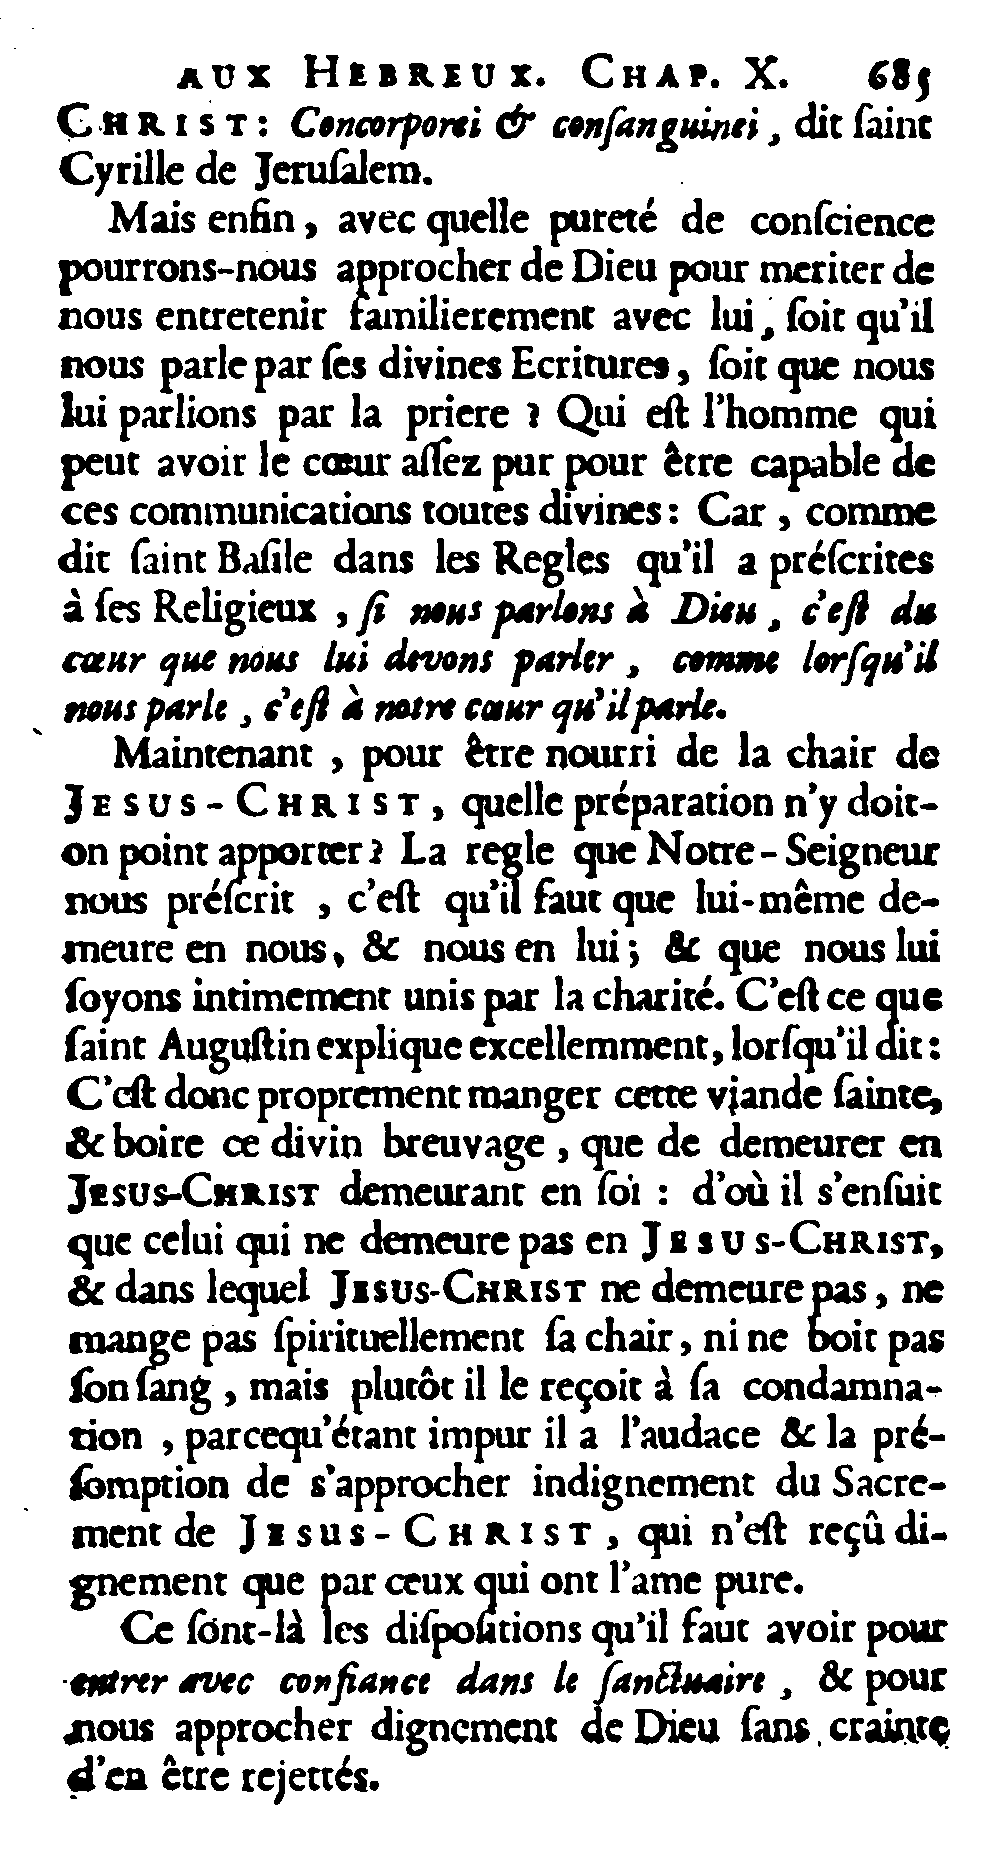 AUX HEBREUX. CHAP. X. 685
CHRIST: Concorporei & consanguinei, dit ſaint
Cyrille de Jeruſalem.
Mais enfin, avec quelle pureté de conſcience
pourrons-nous approcher de Dieu pour meriter de
nous entretenir familierement avec lui, ſoit qu'il
nous parle par ſes divines Ecritures, ſoit que nous
lui parlions par la priere ? Qui eſt l'homme qui
peut avoir le cœur aſſez pur pour être capable de
ces communications toutes divines: Car, comme
dit ſaint Baſile dans les Regles qu'il a préſcrites
à ſes Religieux, ſi nous parlons à Dieu, c'eſt du
cœur que nous lui devons parler, comme lorſqu'il
nous parle, c'eſt à notre cœur qu'il parle.
Maintenant, pour être nourri de la chair de
JESUS-CHRIST, quelle préparation n'y doit-
on point apporter? La regle que Notre-Seigneur
nous préſcrit, c'eſt qu'il faut que lui-même de-
meure en nous, & nous en lui; & que nous lui
ſoyons intimement unis par la charité. C'eſt ce que
ſaint Auguſtin explique excellemment, lorſqu'il dit:
C'eſt donc proprement manger cette viande ſainte,
& boire ce divin breuvage, que de demeurer en
JESUS-CHRIST demeurant en ſoi : d'où il s'enſuit
que celui qui ne demeure pas en JESUS-CHRIST,
& dans lequel JESUS-CHRIST ne demeure pas, ne
mange pas ſpirituellement ſa chair, ni ne boit pas
ſon ſang, mais plutôt il le reçoit à ſa condamna-
tion, parcequ'étant impur il a l'audace & la pré-
ſomption de s'approcher indignement du Sacre-
ment de JESUS-CHRIST, qui n'eſt reçû di-
gnement que par ceux qui ont l'ame pure.
Ce ſont-là les diſpoſitions qu'il faut avoir pour
entrer avec confiance dans le ſanctuaire, & pour
nous approcher dignement de Dieu ſans crainte
d'en être rejettés.